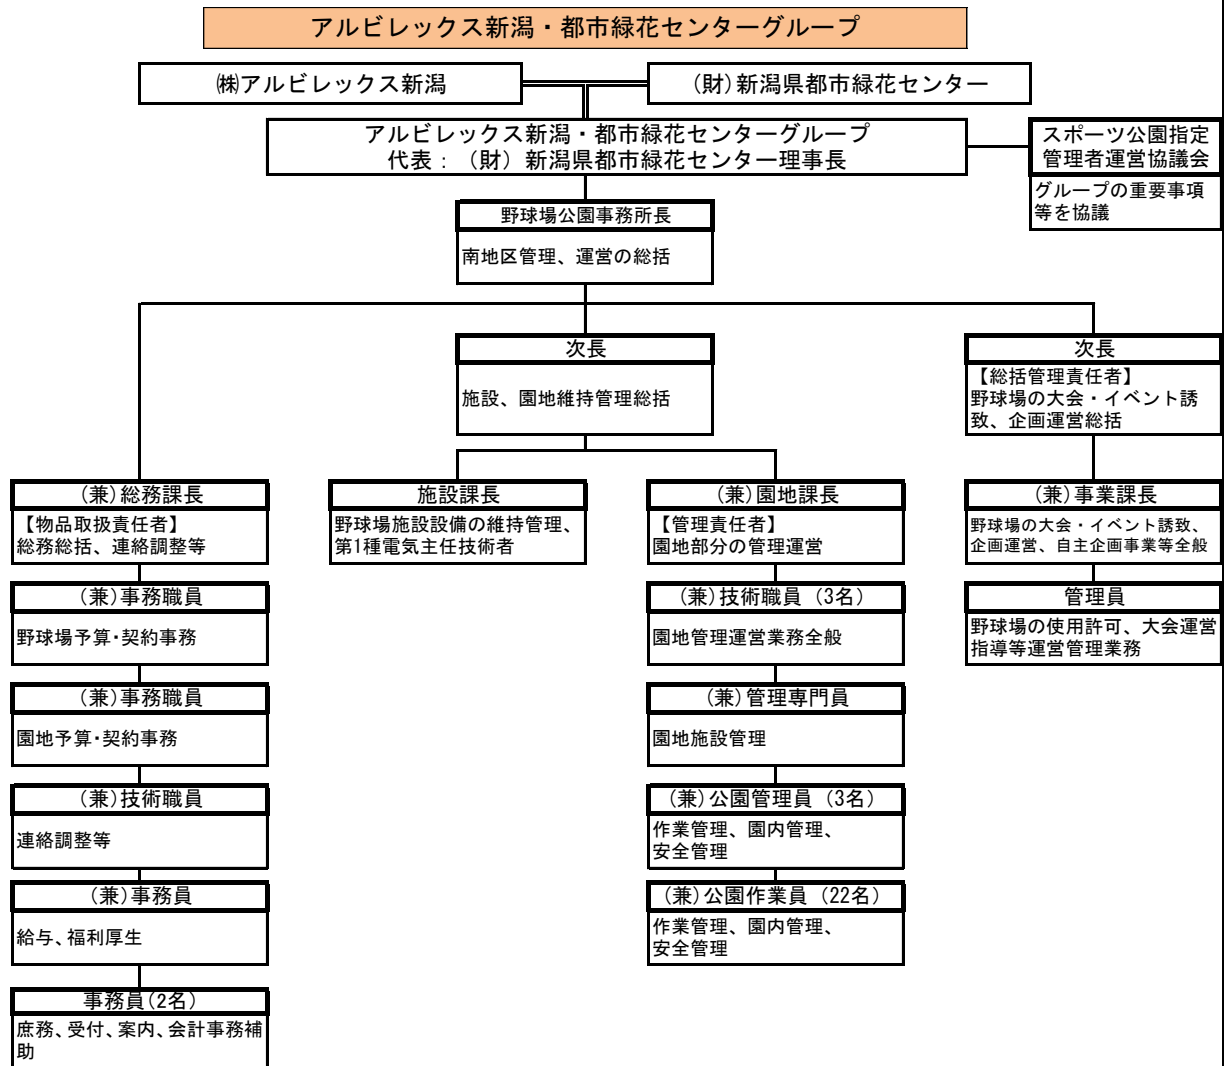 アルビレックス新潟・都市緑花センターグループ
㈱アルビレックス新潟
(財)新潟県都市緑花センター
アルビレックス新潟・都市緑花センターグループ
代表：（財）新潟県都市緑花センター理事長
スポーツ公園指定
管理者運営協議会
グループの重要事項
等を協議
野球場公園事務所長
南地区管理、運営の総括
次長
施設、園地維持管理総括
次長
【総括管理責任者】
野球場の大会・イベント誘
致、企画運営総括
(兼)総務課長
【物品取扱責任者】
総務総括、連絡調整等
施設課長
野球場施設設備の維持管理、
第1種電気主任技術者
(兼)園地課長
【管理責任者】
園地部分の管理運営
(兼)事業課長
野球場の大会・イベント誘致、
企画運営、自主企画事業等全般
(兼)事務職員
野球場予算･契約事務
(兼)技術職員（3名）
園地管理運営業務全般
管理員
野球場の使用許可、大会運営
指導等運営管理業務
(兼)事務職員
園地予算･契約事務
(兼)管理専門員
園地施設管理
(兼)技術職員
連絡調整等
(兼)公園管理員（3名）
作業管理、園内管理、
安全管理
(兼)事務員
給与、福利厚生
(兼)公園作業員（22名）
作業管理、園内管理、
安全管理
事務員(2名)
庶務、受付、案内、会計事務補
助